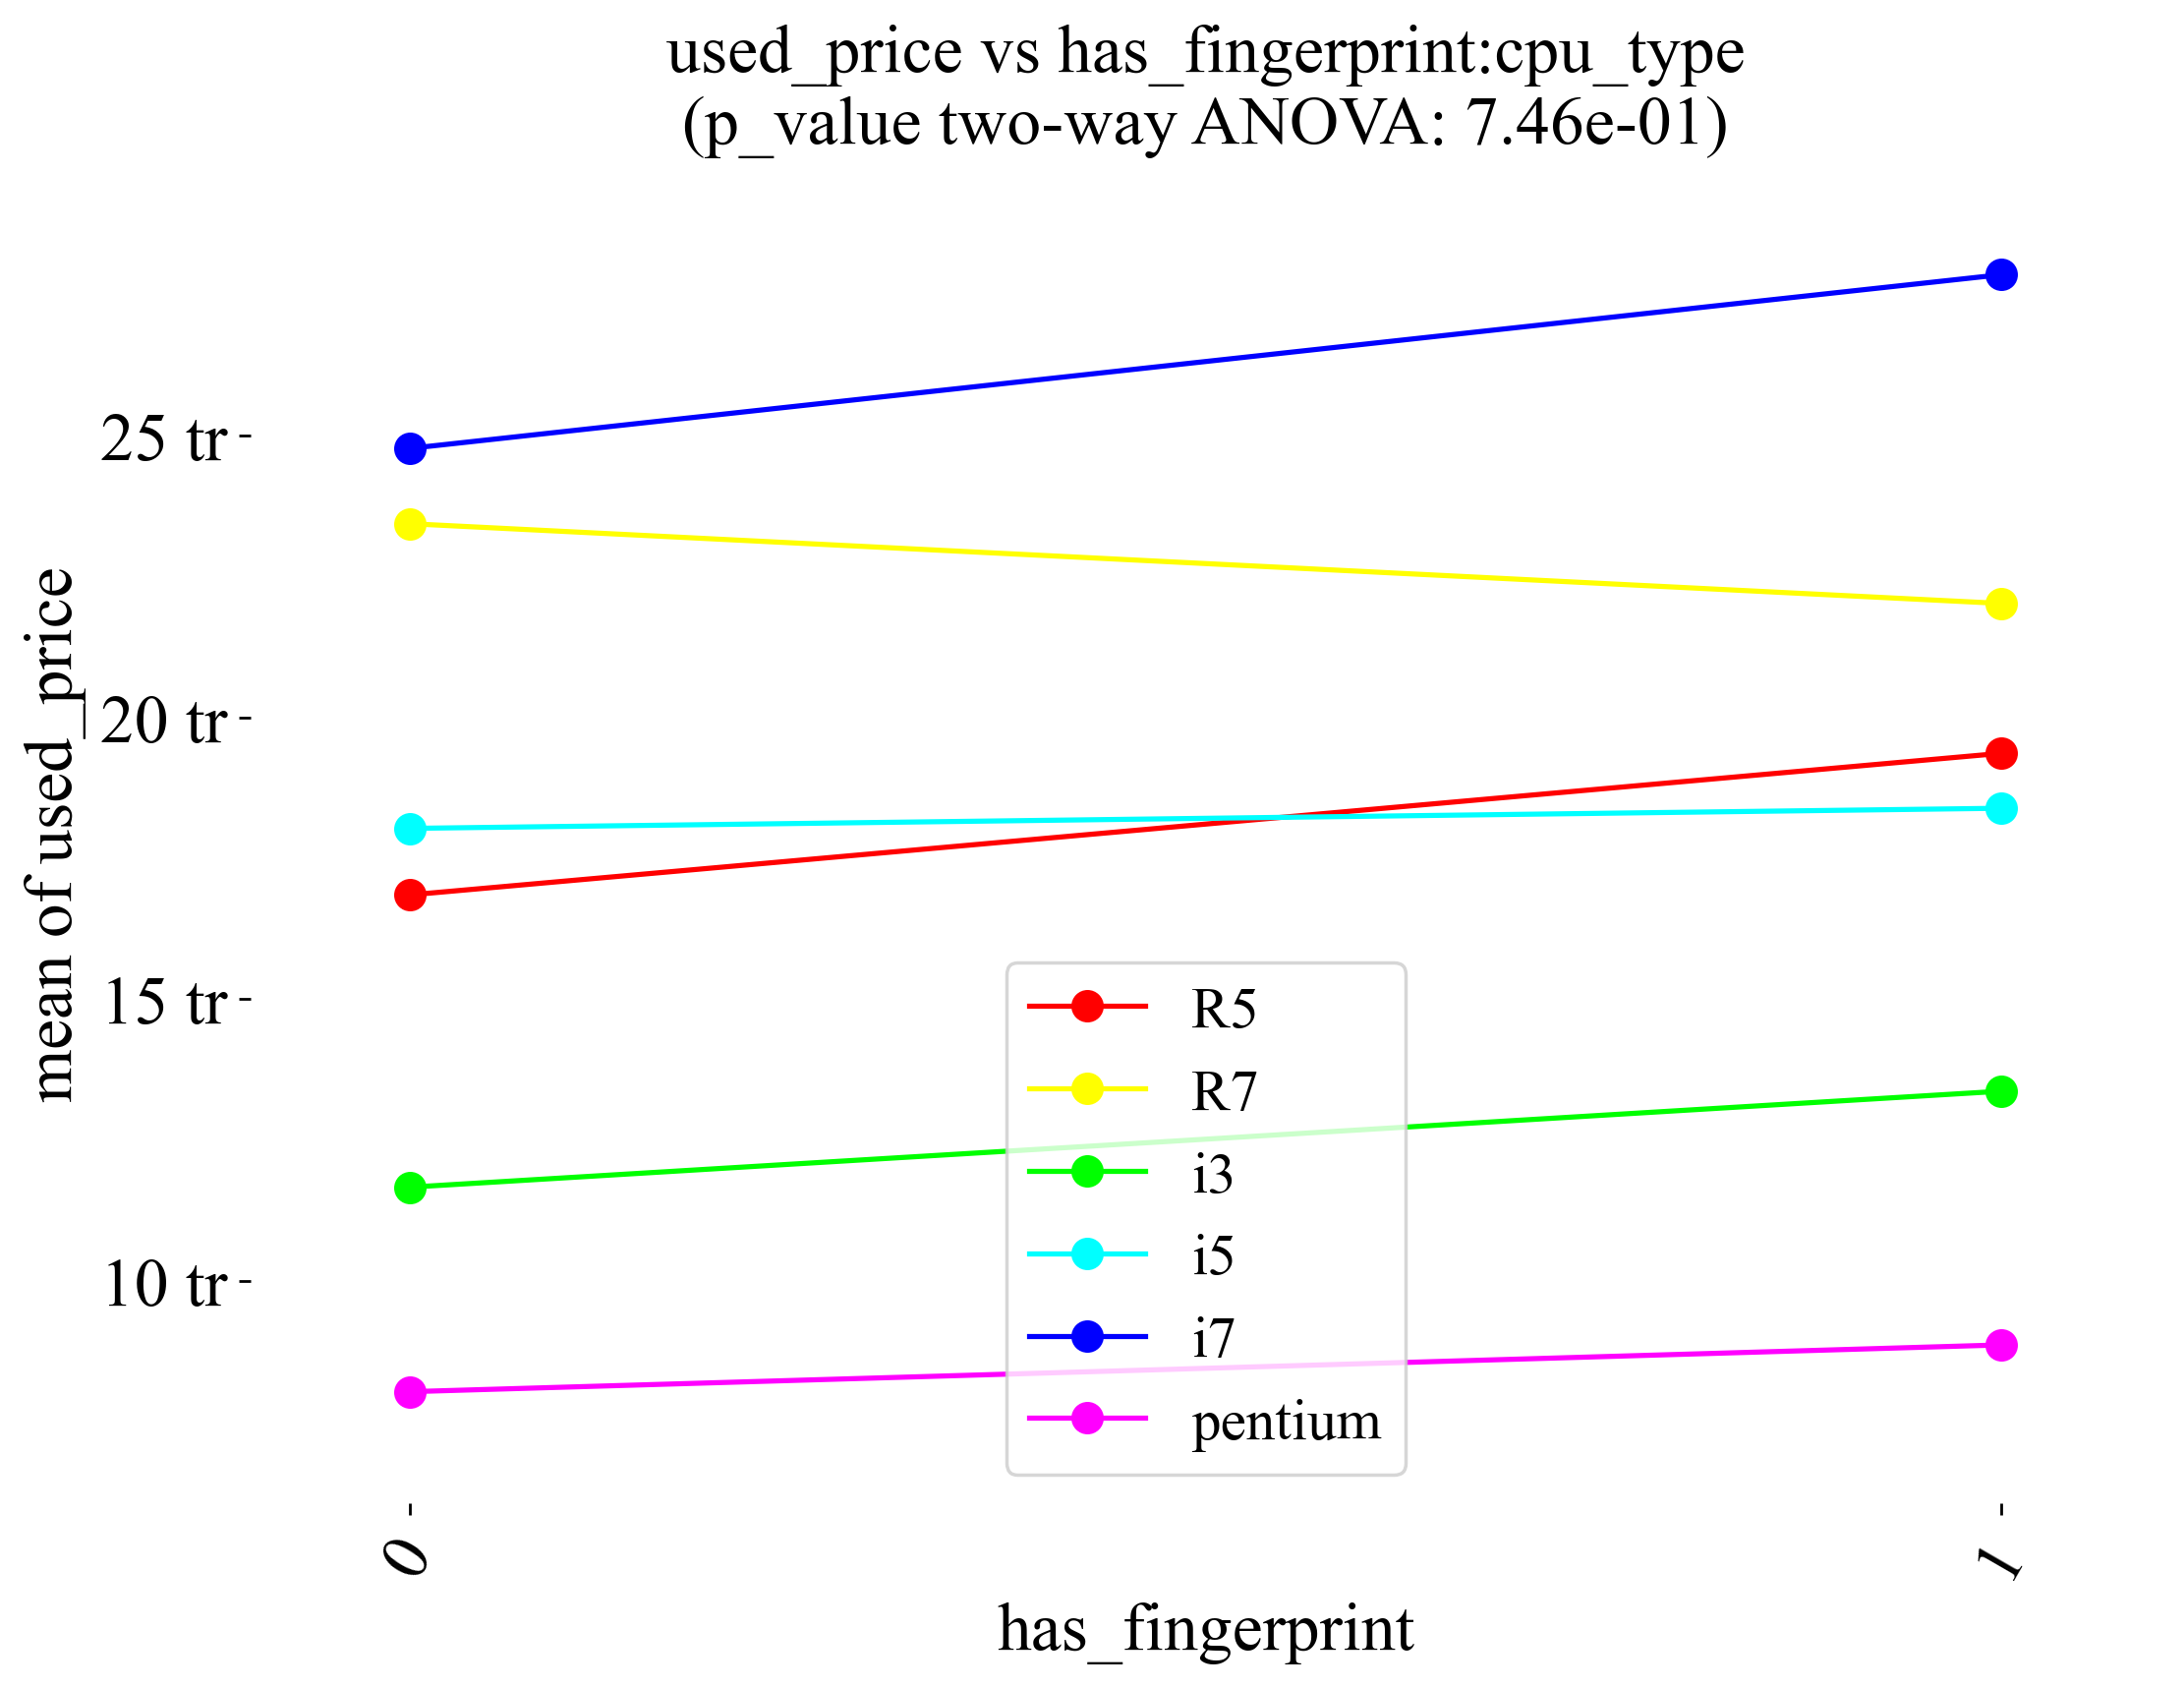 used_price vs has_fingerprint:cpu_type
(p_value two-way ANOVA: 7.46e-01)
mean of used_price
25 tr
20 tr
15 tr
10 tr
R5
R7
i3
i5
i7
pentium
0
1
has_fingerprint